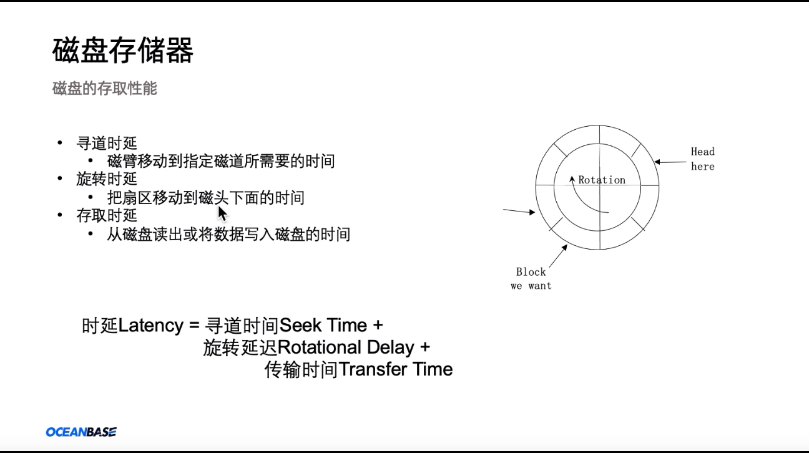 磁盘存储器
磁盘的存取性能
• 寻道时延
• 磁臂移动到指定磁道所需要的时间
• 旋转时延
• 把扇区移动到磁头下面的时间
• 存取时延
• 从磁盘读出或将数据写入磁盘的时间
Head
here
Rotation
Block
we want
时延Latency = 寻道时间Seek Time +
旋转延迟Rotational Delay +
传输时间Transfer Time
OCEANBASE